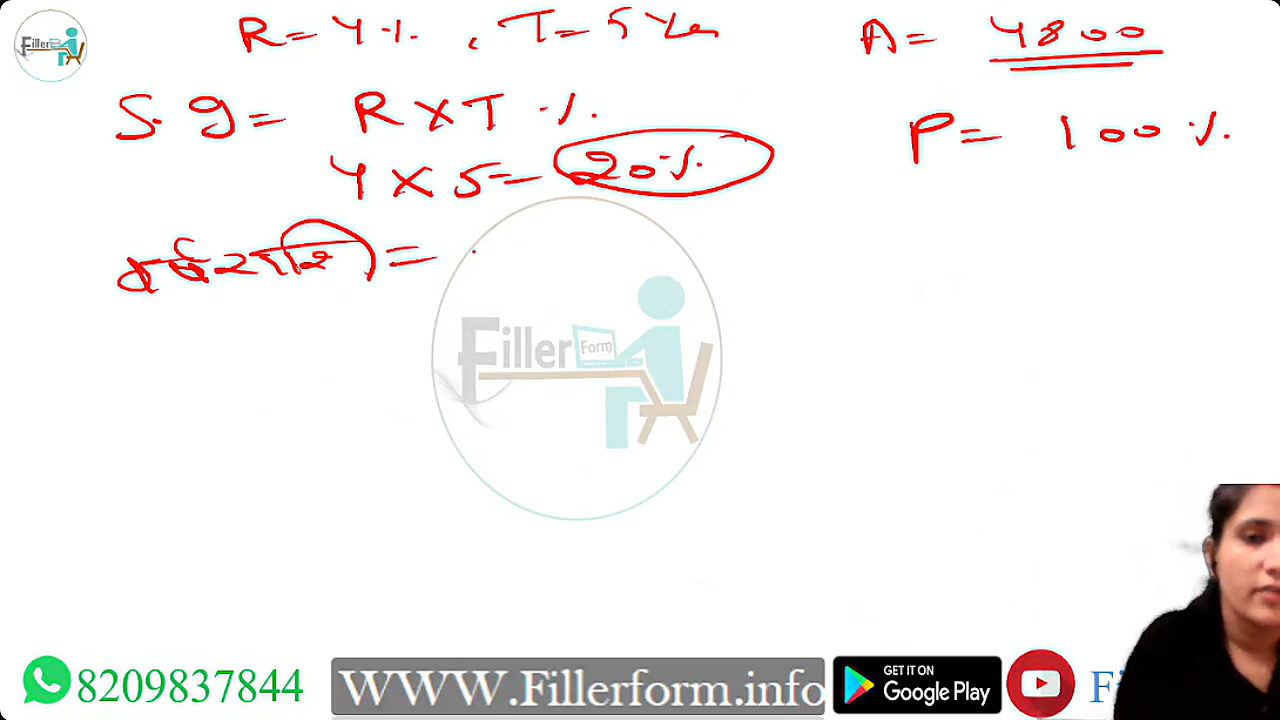 Filler Form
R = 4 % , T = 5 Year
A = 4800
S. I = R × T %
P = 100 %
4 × 5 = 20 %
=
Filler Form
8209837844
WWW.Fillerform.info
GET IT ON
Google Play